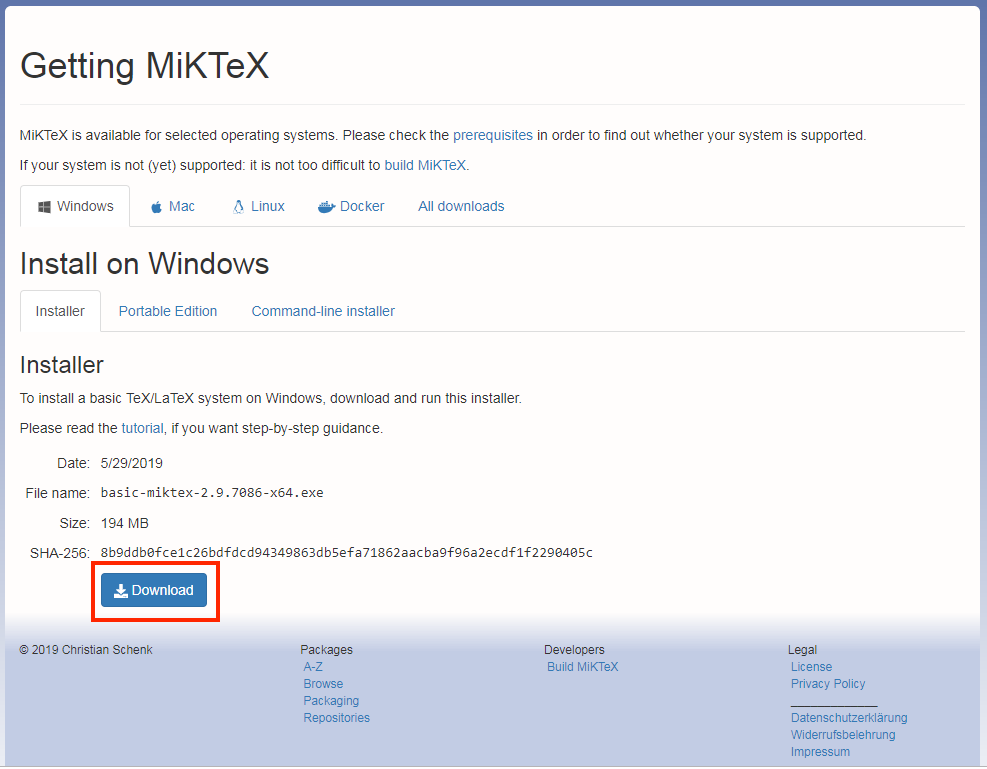 Getting MiKTeX
MiKTeX is available for selected operating systems. Please check the prerequisites in order to find out whether your system is supported.
If your system is not (yet) supported: it is not too difficult to build MiKTeX.
Windows Mac Linux Docker All downloads
Install on Windows
Installer Portable Edition Command-line installer
Installer
To install a basic TeX/LaTeX system on Windows, download and run this installer.
Please read the tutorial, if you want step-by-step guidance.
Date: 5/29/2019
File name: basic-miktex-2.9.7086-x64.exe
Size: 194 MB
SHA-256: 8b9ddb0fce1c26bdfdcd94349863db5efa71862aacba9f96a2ecdf1f2290405c
Download
© 2019 Christian Schenk
Packages
A-Z
Browse
Packaging
Repositories
Developers
Build MiKTeX
Legal
License
Privacy Policy
Datenschutzerklärung
Widerrufsbelehrung
Impressum